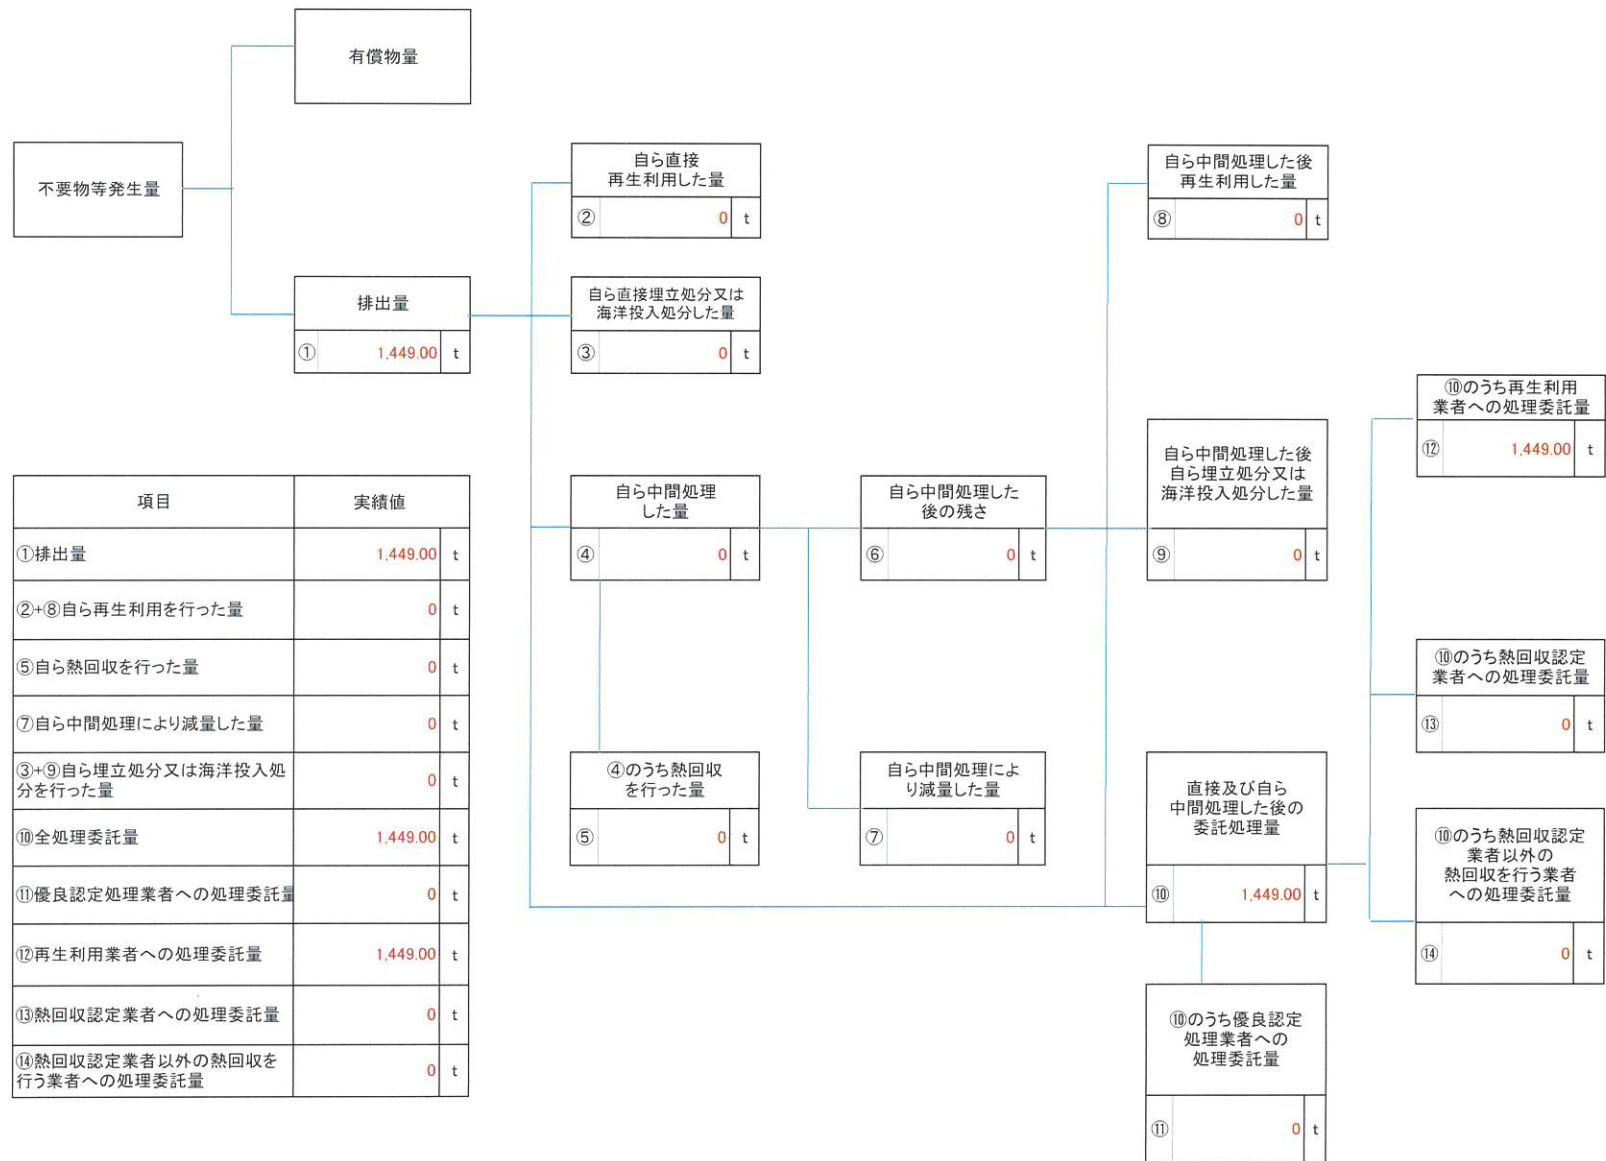 有償物量
不要物等発生量
排出量
① 1,449.00 t
自ら直接
再生利用した量
② 0 t
自ら直接埋立処分又は
海洋投入処分した量
③ 0 t
自ら中間処理
した量
④ 0 t
④のうち熱回収
を行った量
⑤ 0 t
自ら中間処理した
後の残さ
⑥ 0 t
自ら中間処理によ
り減量した量
⑦ 0 t
自ら中間処理した後
再生利用した量
⑧ 0 t
自ら中間処理した後
自ら埋立処分又は
海洋投入処分した量
⑨ 0 t
直接及び自ら
中間処理した後の
委託処理量
⑩ 1,449.00 t
⑩のうち優良認定
処理業者への
処理委託量
⑪ 0 t
⑩のうち再生利用
業者への処理委託量
⑫ 1,449.00 t
⑩のうち熱回収認定
業者への処理委託量
⑬ 0 t
⑩のうち熱回収認定
業者以外の
熱回収を行う業者
への処理委託量
⑭ 0 t
項目 実績値
①排出量 1,449.00 t
②+⑧自ら再生利用を行った量 0 t
⑤自ら熱回収を行った量 0 t
⑦自ら中間処理により減量した量 0 t
③+⑨自ら埋立処分又は海洋投入処
分を行った量 0 t
⑩全処理委託量 1,449.00 t
⑪優良認定処理業者への処理委託量 0 t
⑫再生利用業者への処理委託量 1,449.00 t
⑬熱回収認定業者への処理委託量 0 t
⑭熱回収認定業者以外の熱回収を
行う業者への処理委託量 0 t